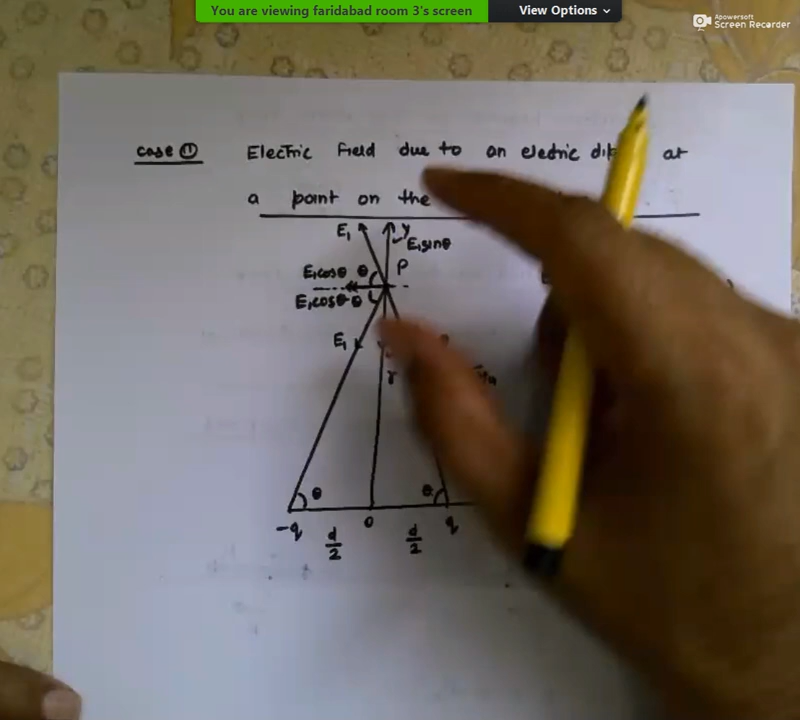 You are viewing faridabad room 3's screen View Options
Apowersoft
Screen Recorder
Case ① Electric Field due to an electric at
a point on the
E₁ y
E₁sinθ
E₁cosθ θ P
E₁cosθ θ
E₁
r
θ θ
-q d/2 0 d/2 q